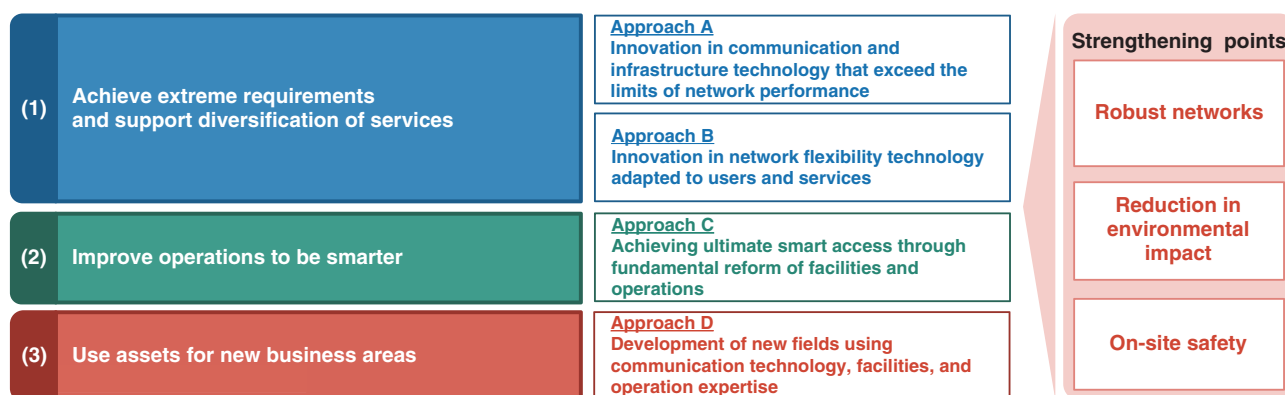 (1)
Achieve extreme requirements
and support diversification of services
Approach A
Innovation in communication and
infrastructure technology that exceed the
limits of network performance
Approach B
Innovation in network flexibility technology
adapted to users and services
(2)
Improve operations to be smarter
Approach C
Achieving ultimate smart access through
fundamental reform of facilities and
operations
(3)
Use assets for new business areas
Approach D
Development of new fields using
communication technology, facilities, and
operation expertise
Strengthening points
Robust networks
Reduction in
environmental
impact
On-site safety